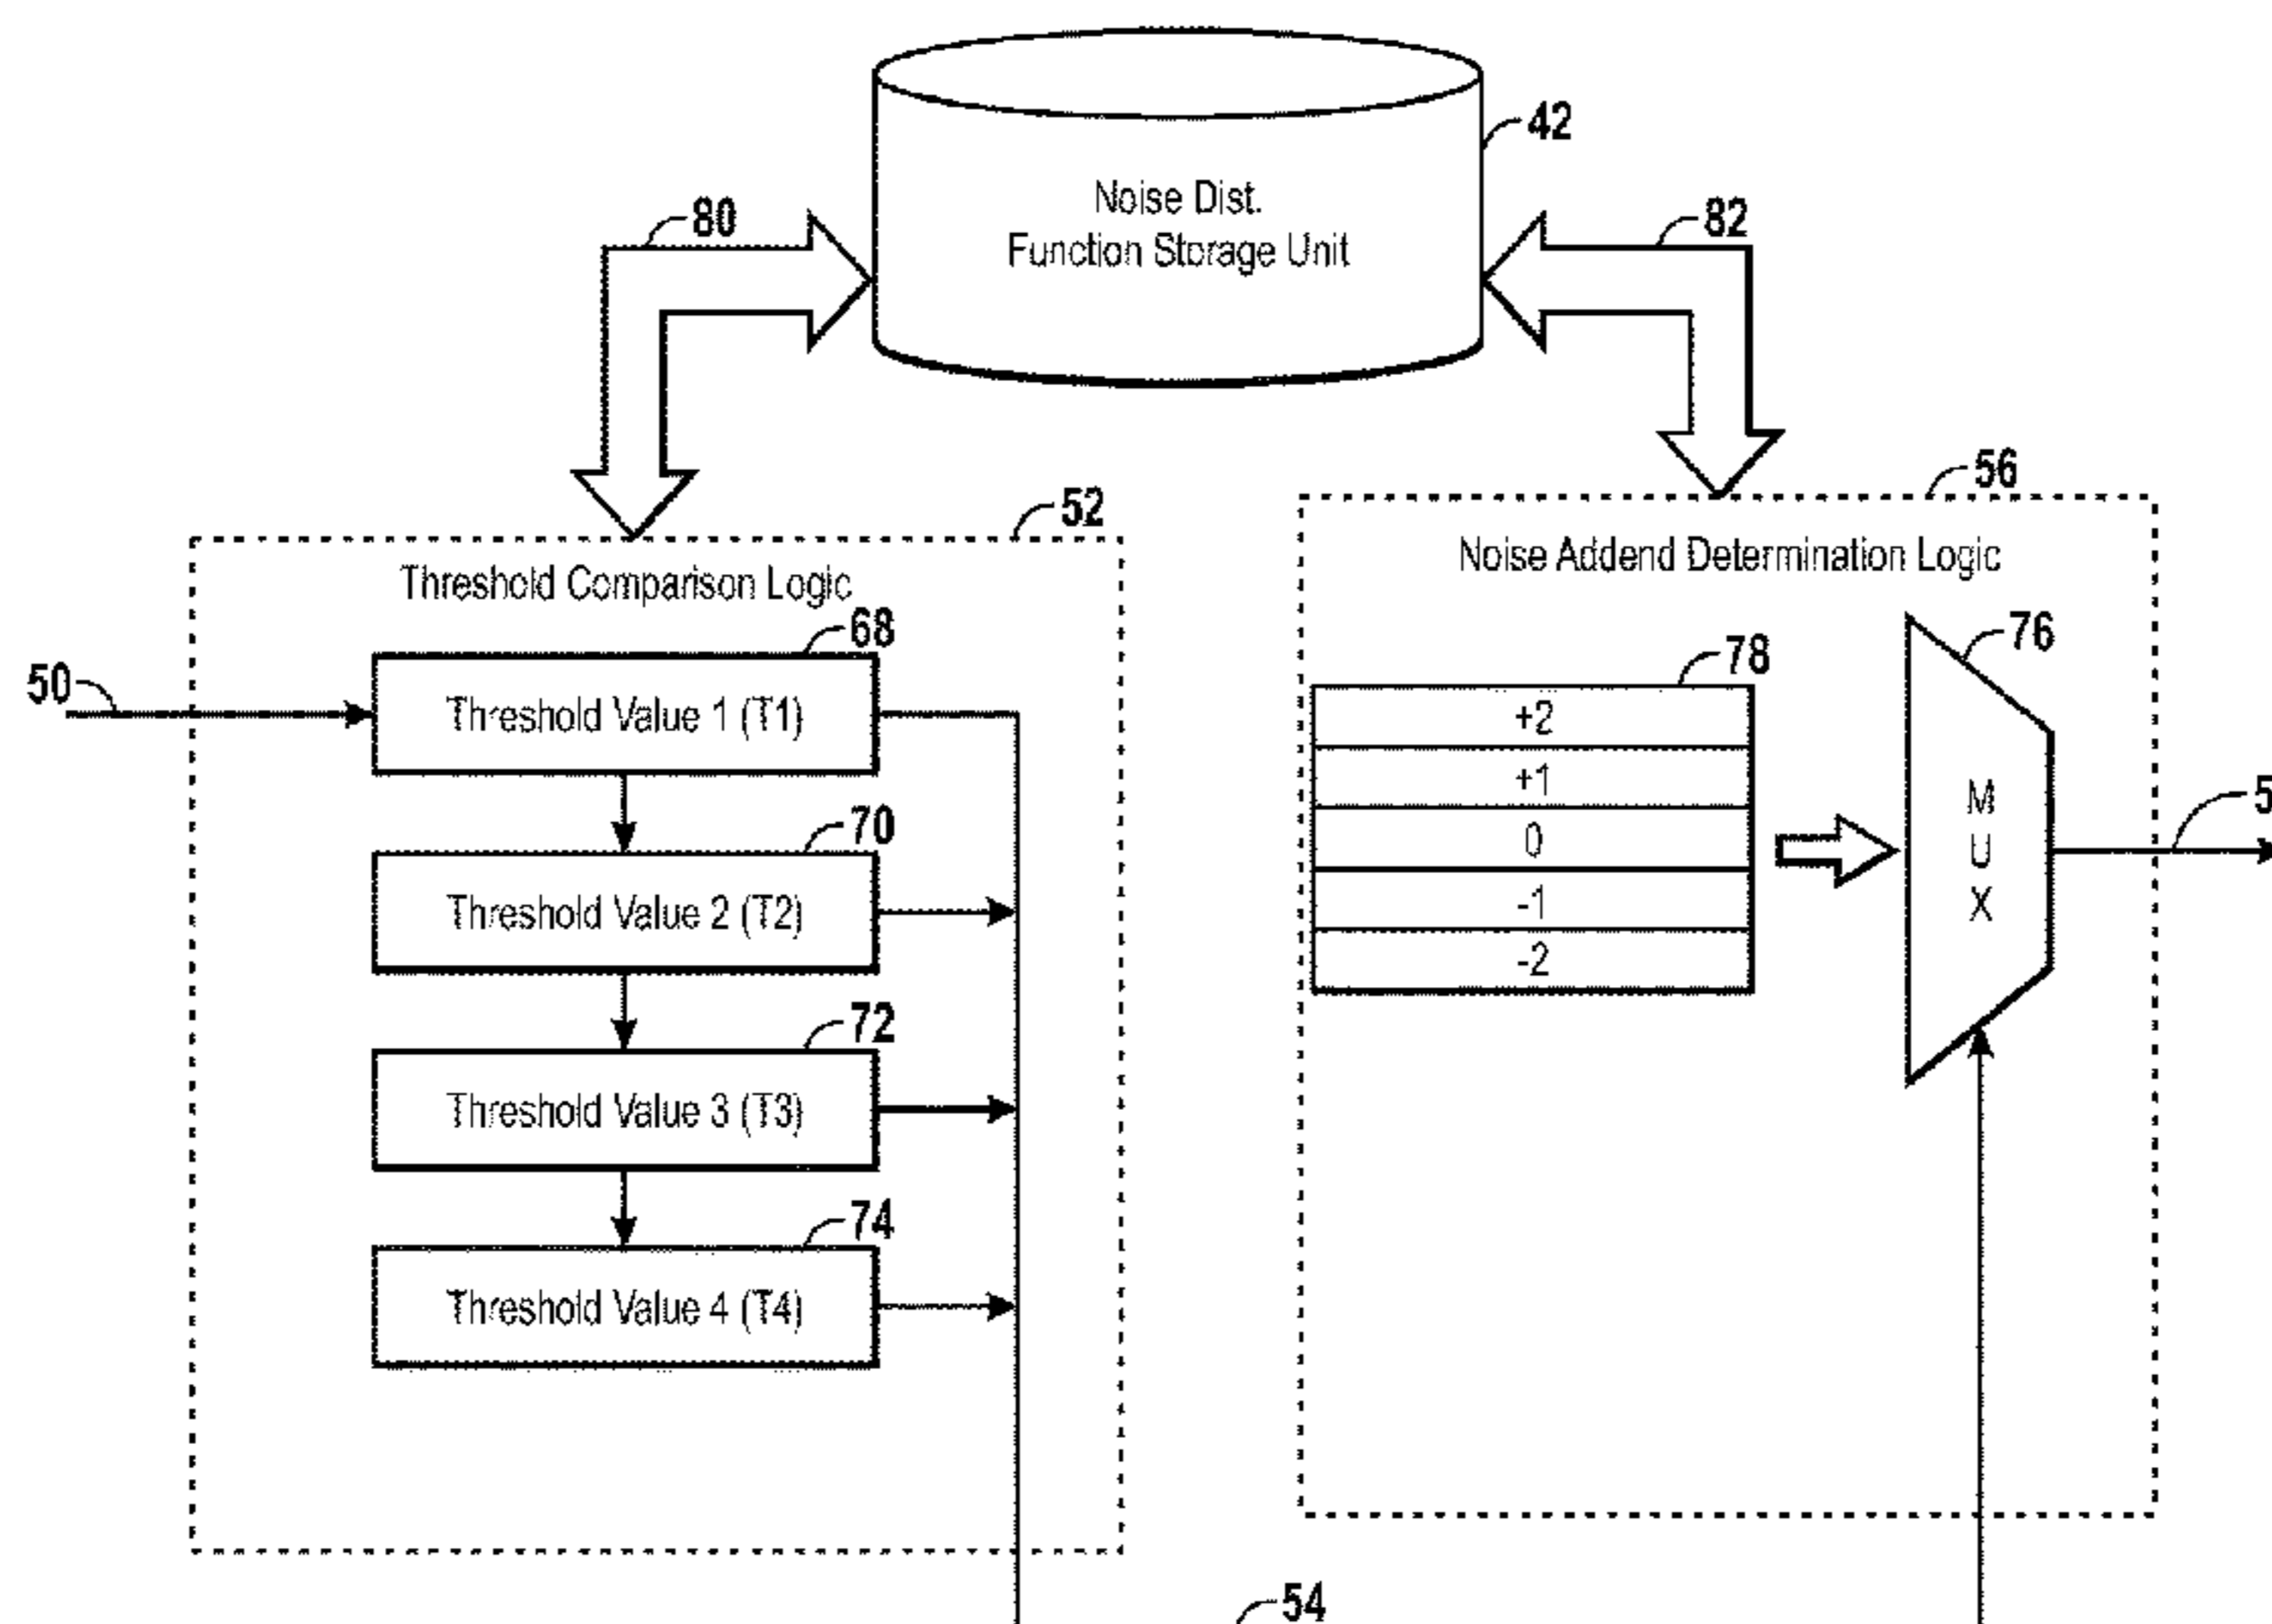 42
Noise Dist.
Function Storage Unit
80
82
52
56
Threshold Comparison Logic
Noise Addend Determination Logic
68
50
Threshold Value 1 (T1)
70
Threshold Value 2 (T2)
72
Threshold Value 3 (T3)
74
Threshold Value 4 (T4)
78
+2
+1
0
-1
-2
76
M
U
X
54